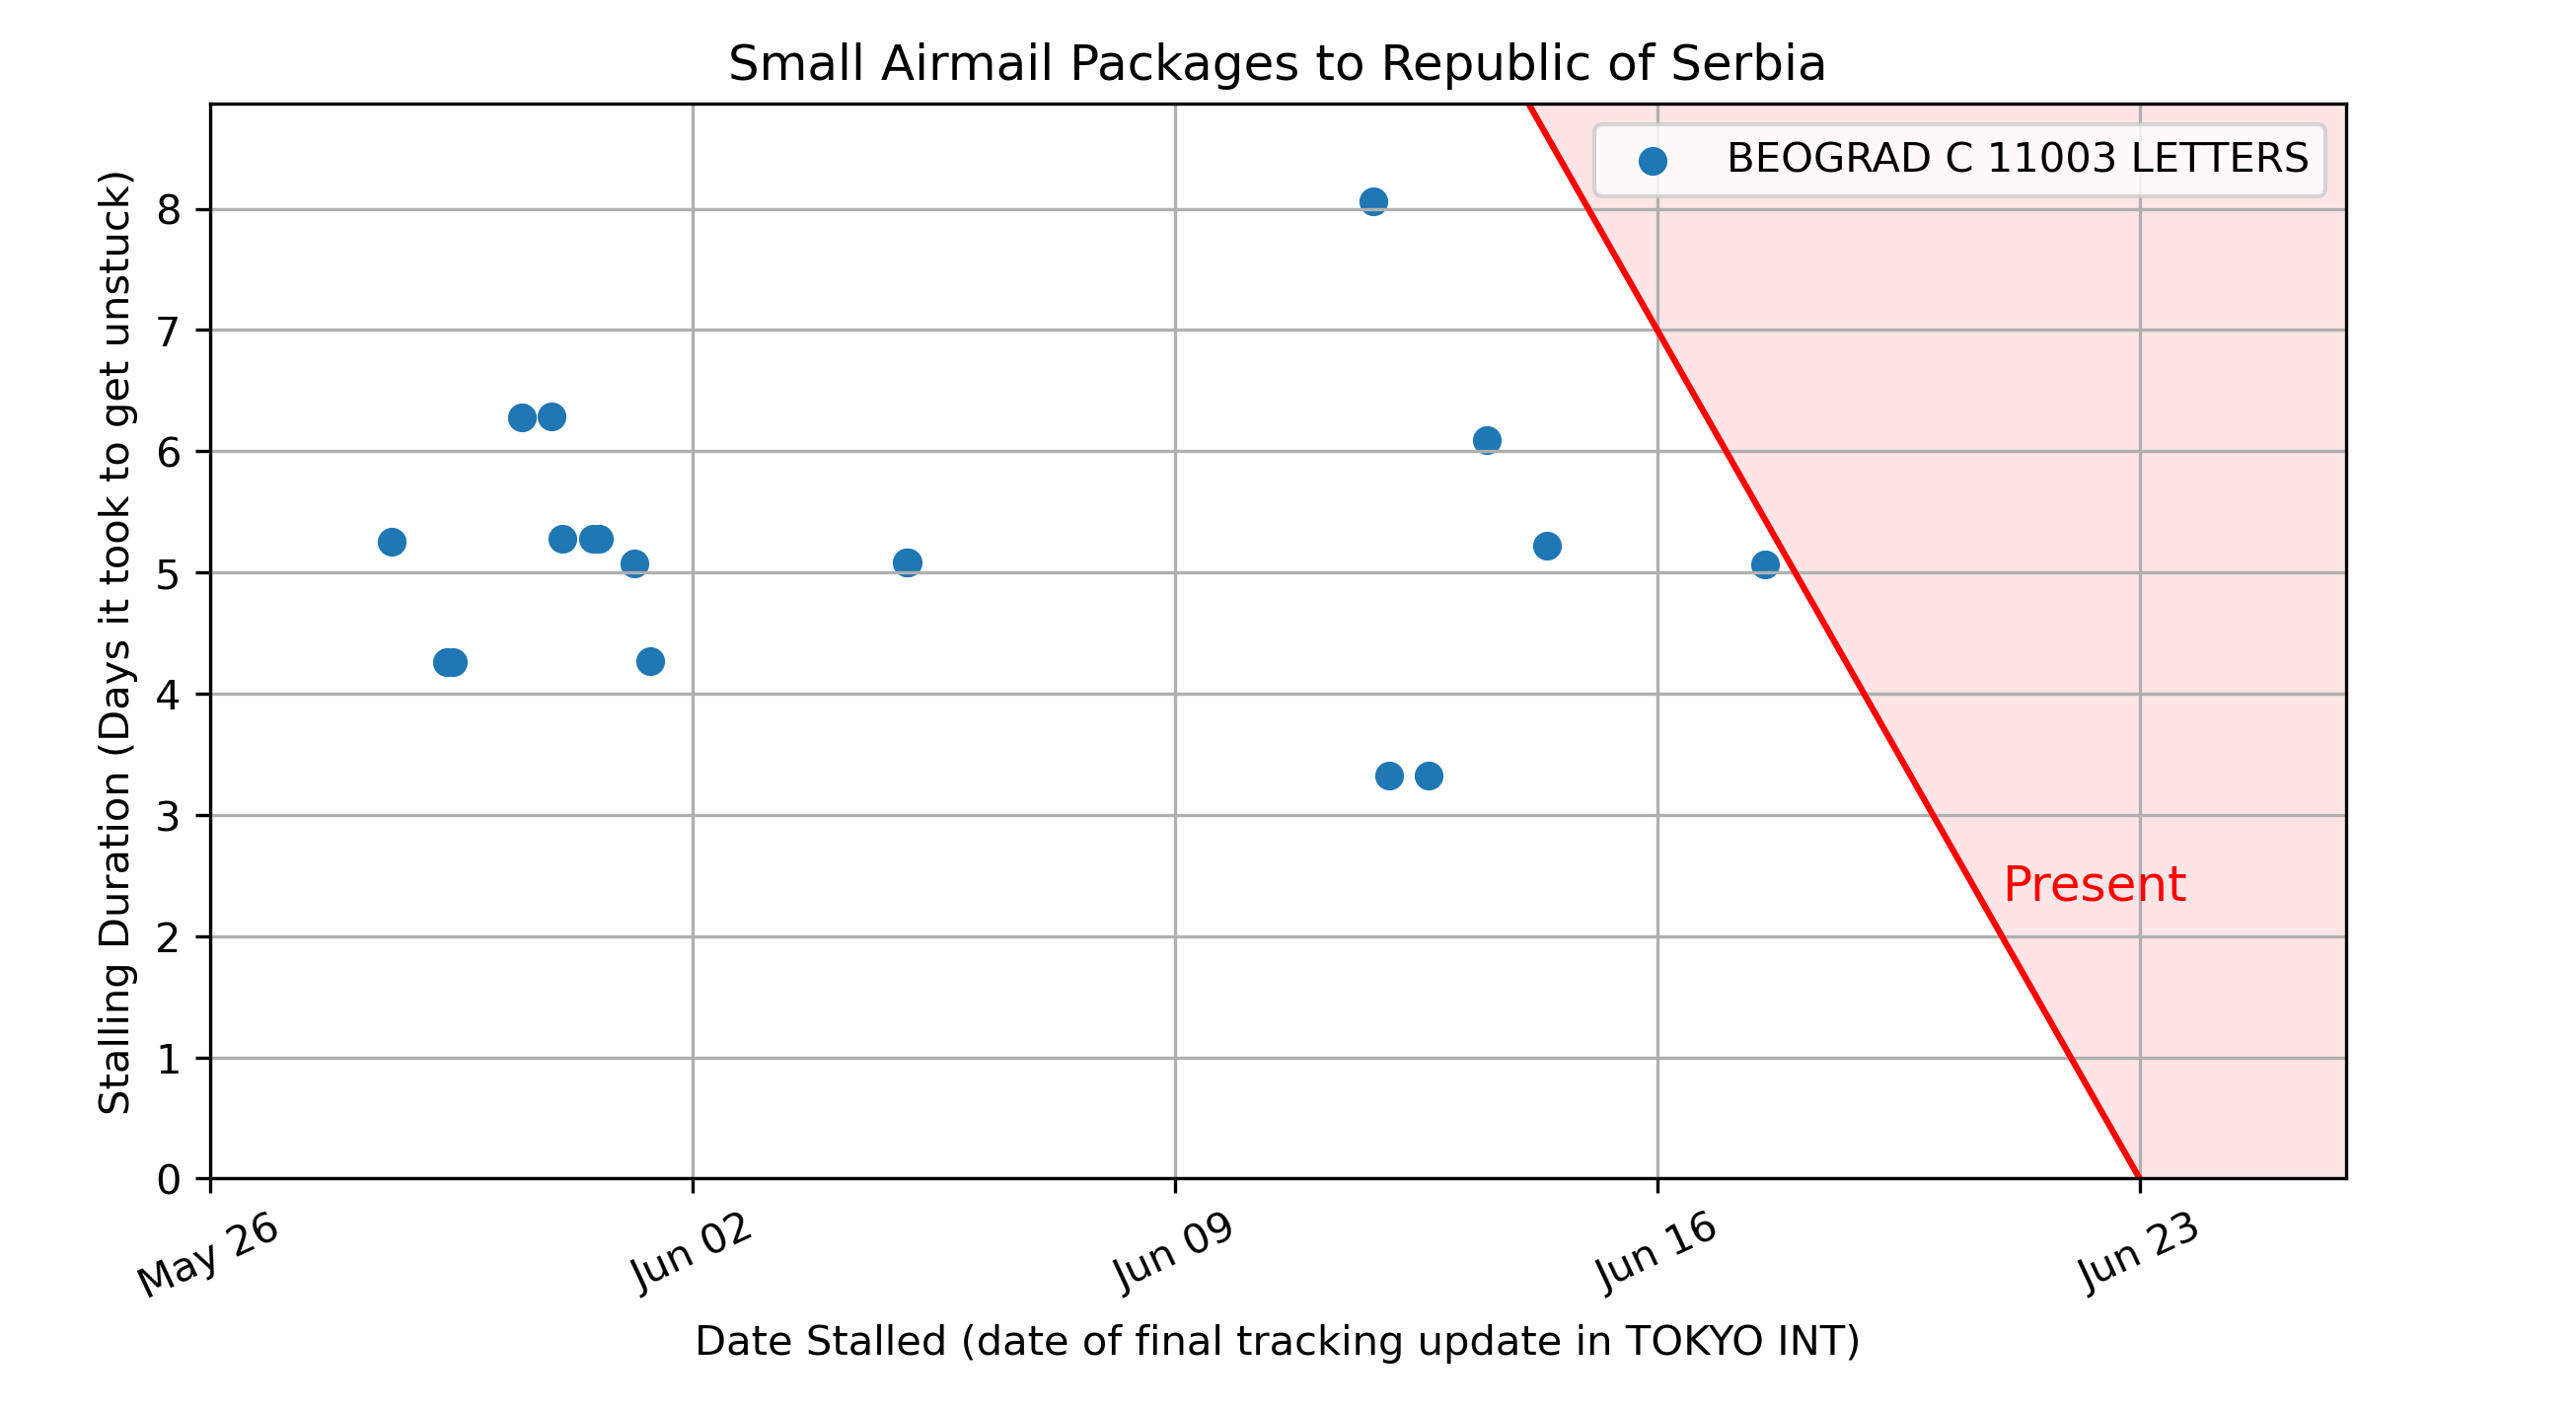 Small Airmail Packages to Republic of Serbia
BEOGRAD C 11003 LETTERS
Stalling Duration (Days it took to get unstuck)
8
7
6
5
4
3
2
1
0
Present
May 26
Jun 02
Jun 09
Jun 16
Jun 23
Date Stalled (date of final tracking update in TOKYO INT)